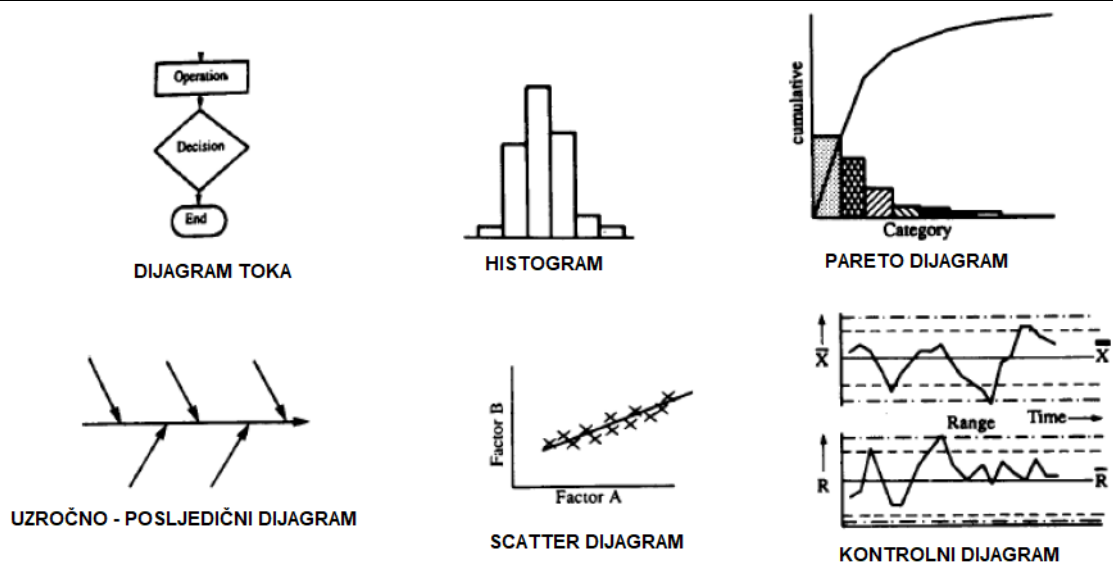 Operation
Decision
End
DIJAGRAM TOKA
HISTOGRAM
cumulative
Category
PARETO DIJAGRAM
UZROČNO - POSLJEDIČNI DIJAGRAM
Factor B
Factor A
SCATTER DIJAGRAM
X̅
X̿
Range
Time
R
R̅
KONTROLNI DIJAGRAM